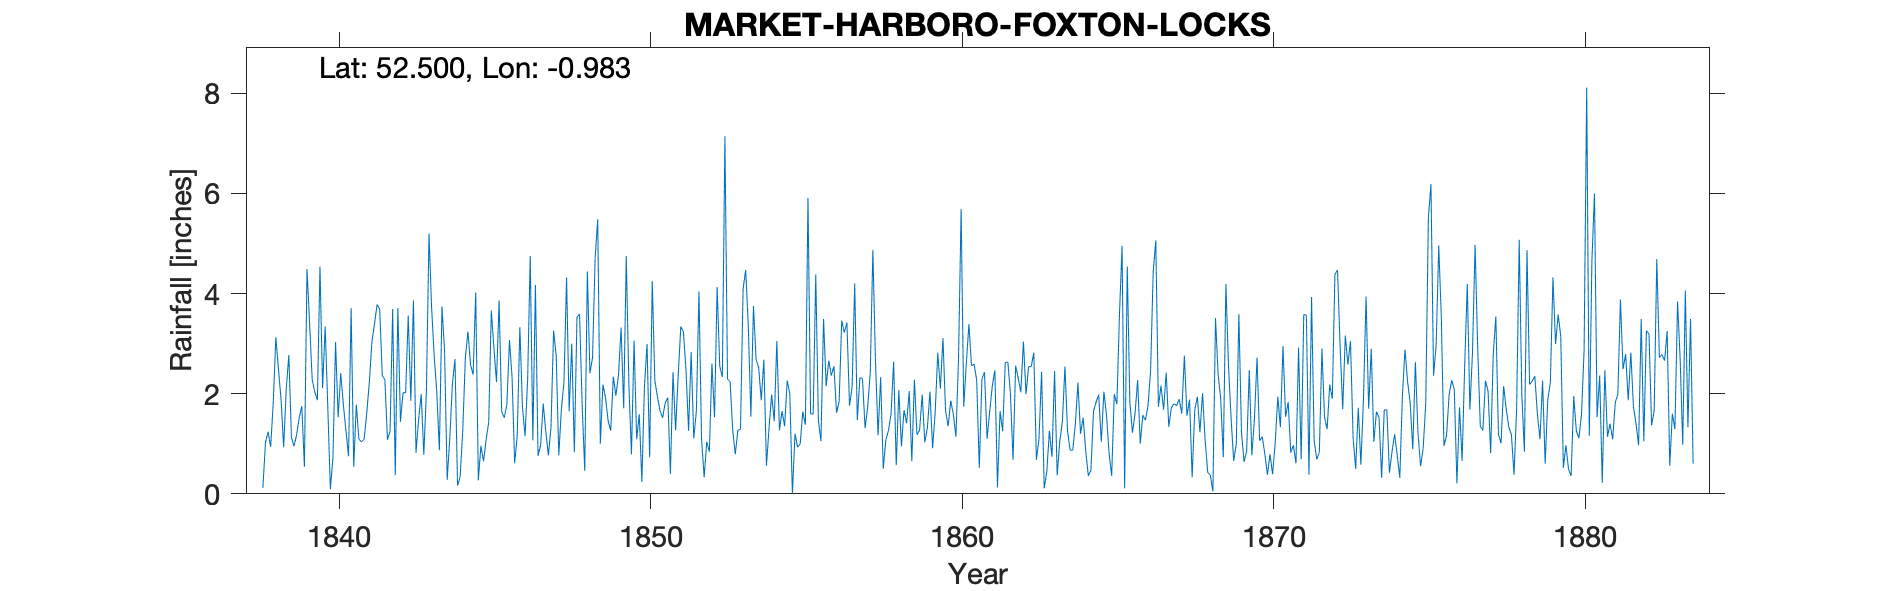 MARKET-HARBORO-FOXTON-LOCKS
Lat: 52.500, Lon: -0.983
Rainfall [inches]
8
6
4
2
0
1840 1850 1860 1870 1880
Year